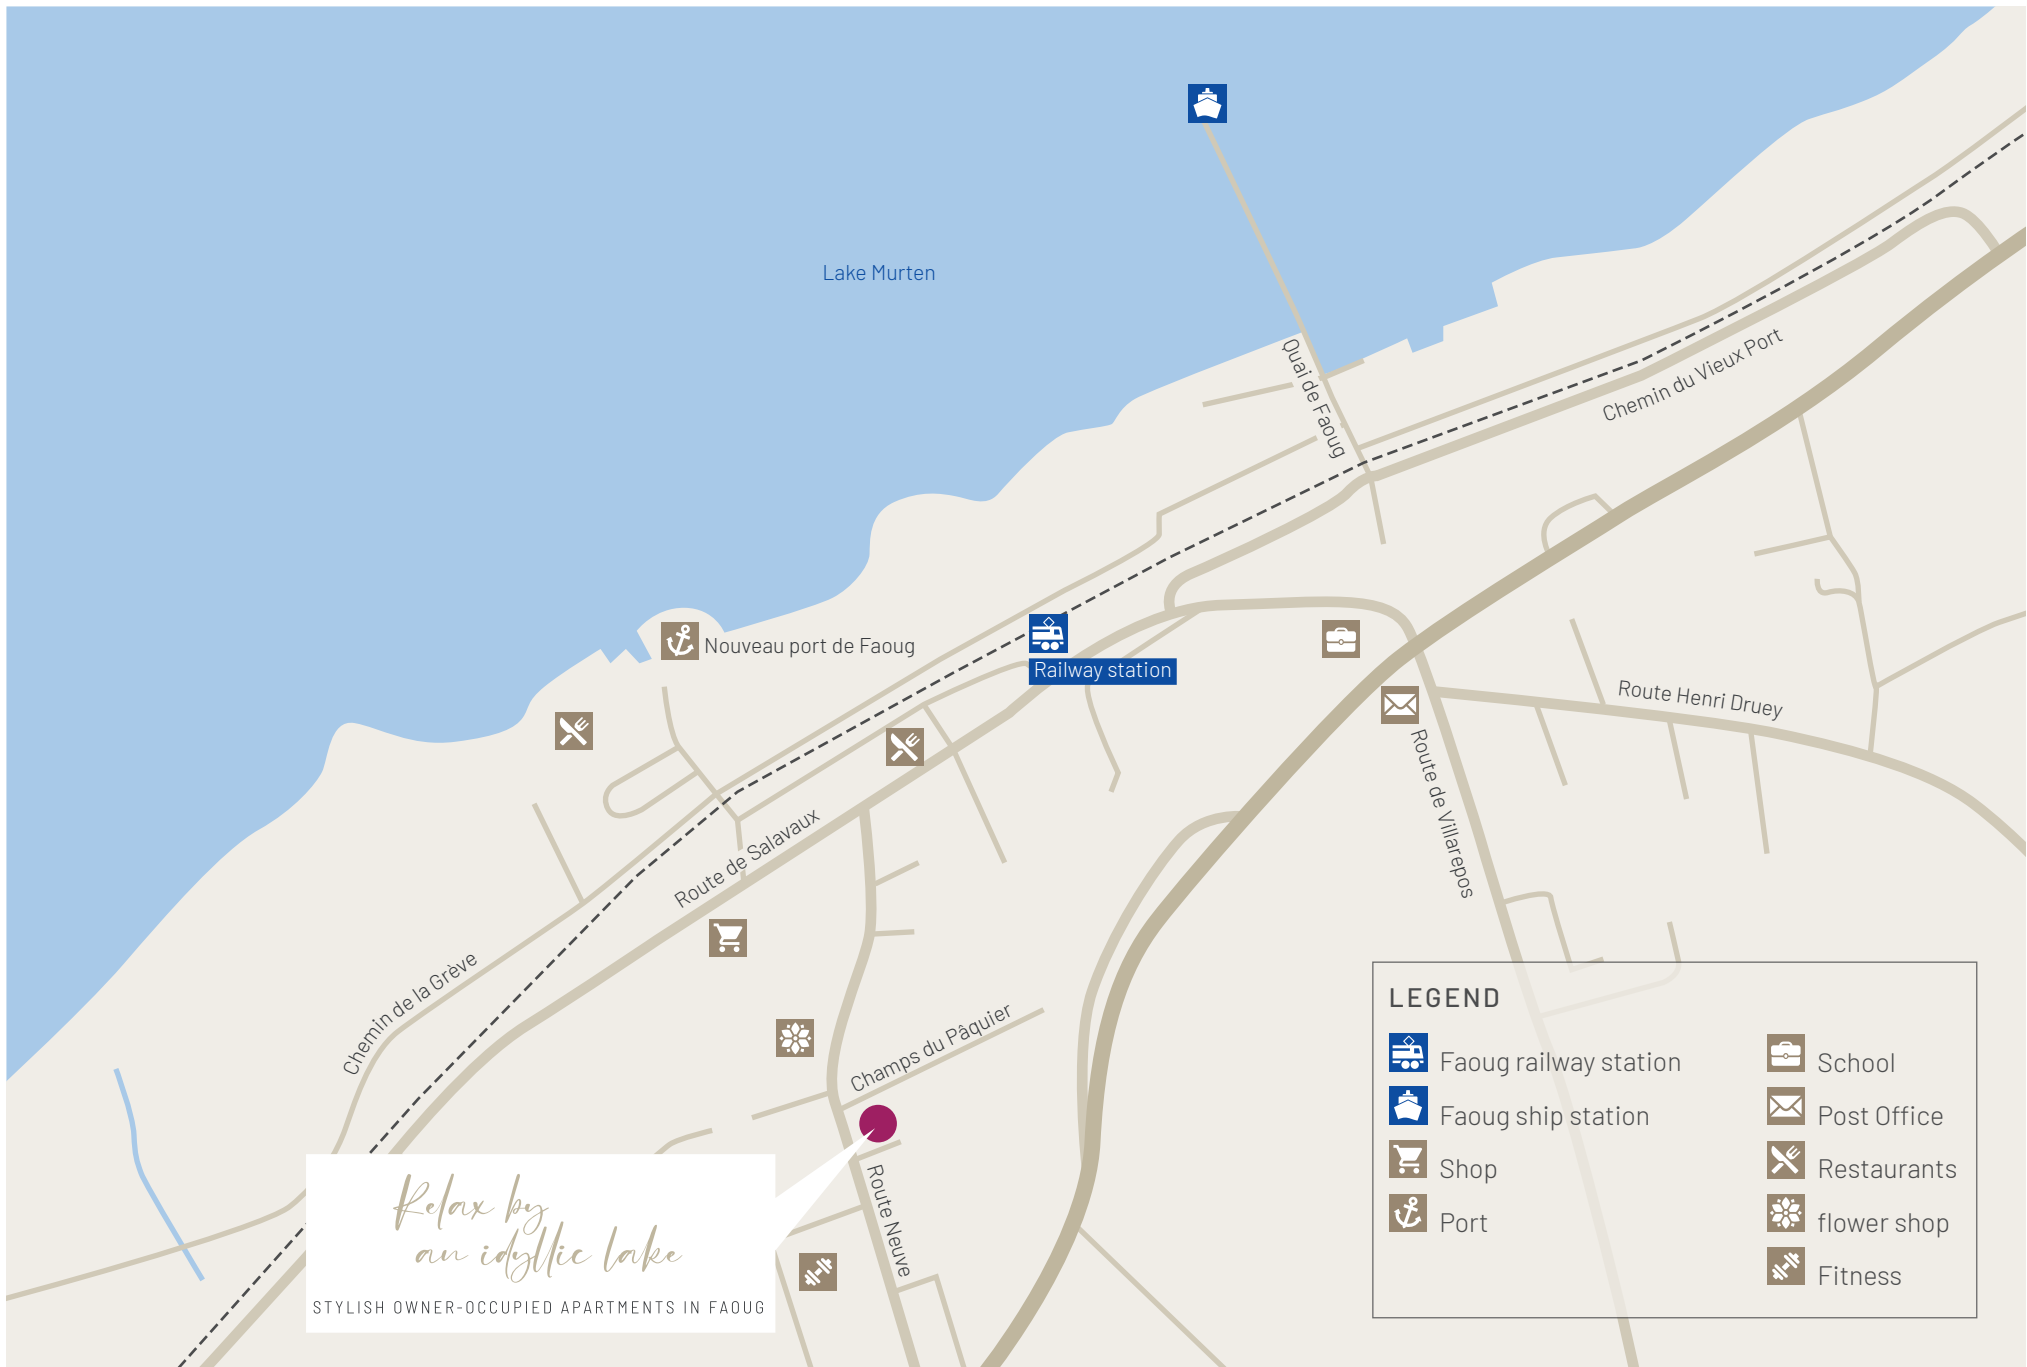 Lake Murten
Quai de Faoug
Chemin du Vieux Port
Nouveau port de Faoug
Railway station
Route Henri Druey
Route de Villarepos
Route de Salavaux
Chemin de la Grève
Champs du Pâquier
Route Neuve
Relax by
an idyllic lake
STYLISH OWNER-OCCUPIED APARTMENTS IN FAOUG
LEGEND
Faoug railway station
Faoug ship station
Shop
Port
School
Post Office
Restaurants
flower shop
Fitness